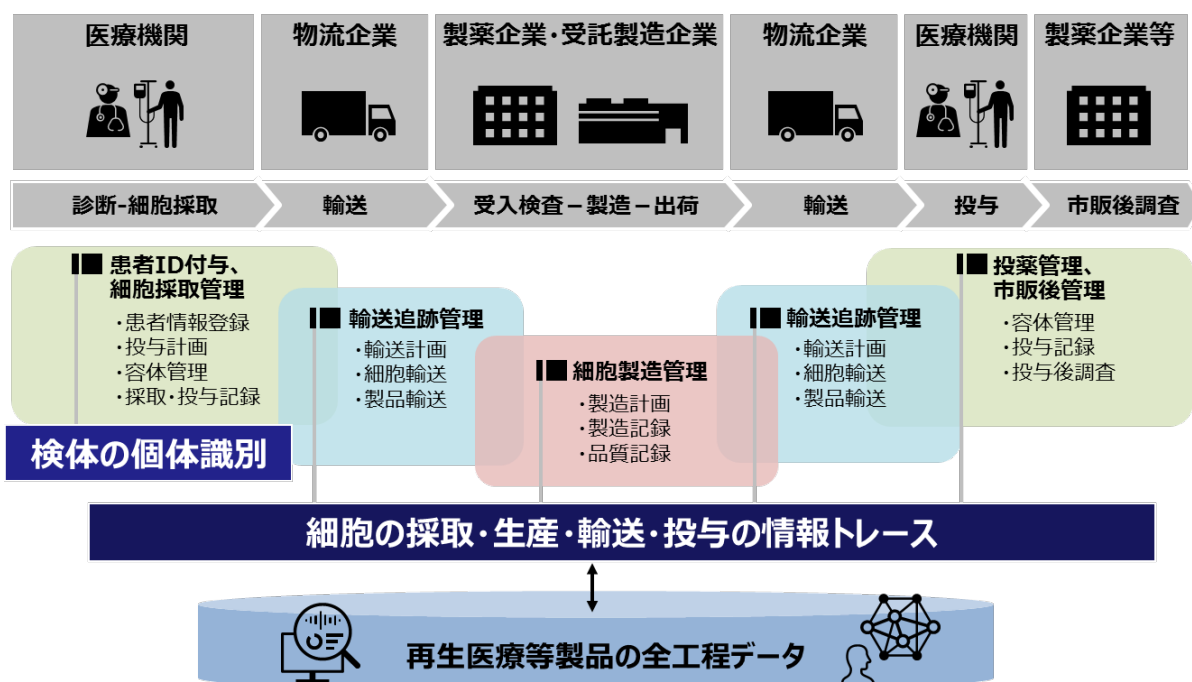 医療機関
物流企業
製薬企業・受託製造企業
物流企業
医療機関
製薬企業等
診断-細胞採取
輸送
受入検査－製造－出荷
輸送
投与
市販後調査
患者ID付与、
細胞採取管理
・患者情報登録
・投与計画
・容体管理
・採取・投与記録
輸送追跡管理
・輸送計画
・細胞輸送
・製品輸送
細胞製造管理
・製造計画
・製造記録
・品質記録
輸送追跡管理
・輸送計画
・細胞輸送
・製品輸送
投薬管理、
市販後管理
・容体管理
・投与記録
・投与後調査
検体の個体識別
細胞の採取・生産・輸送・投与の情報トレース
再生医療等製品の全工程データ